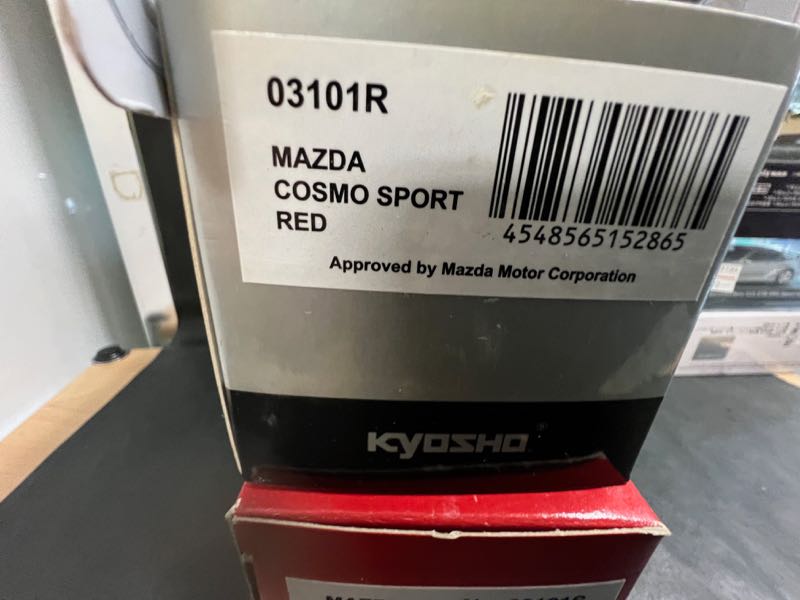 03101R
MAZDA
COSMO SPORT
RED
4548565152865
Approved by Mazda Motor Corporation
KYOSHO